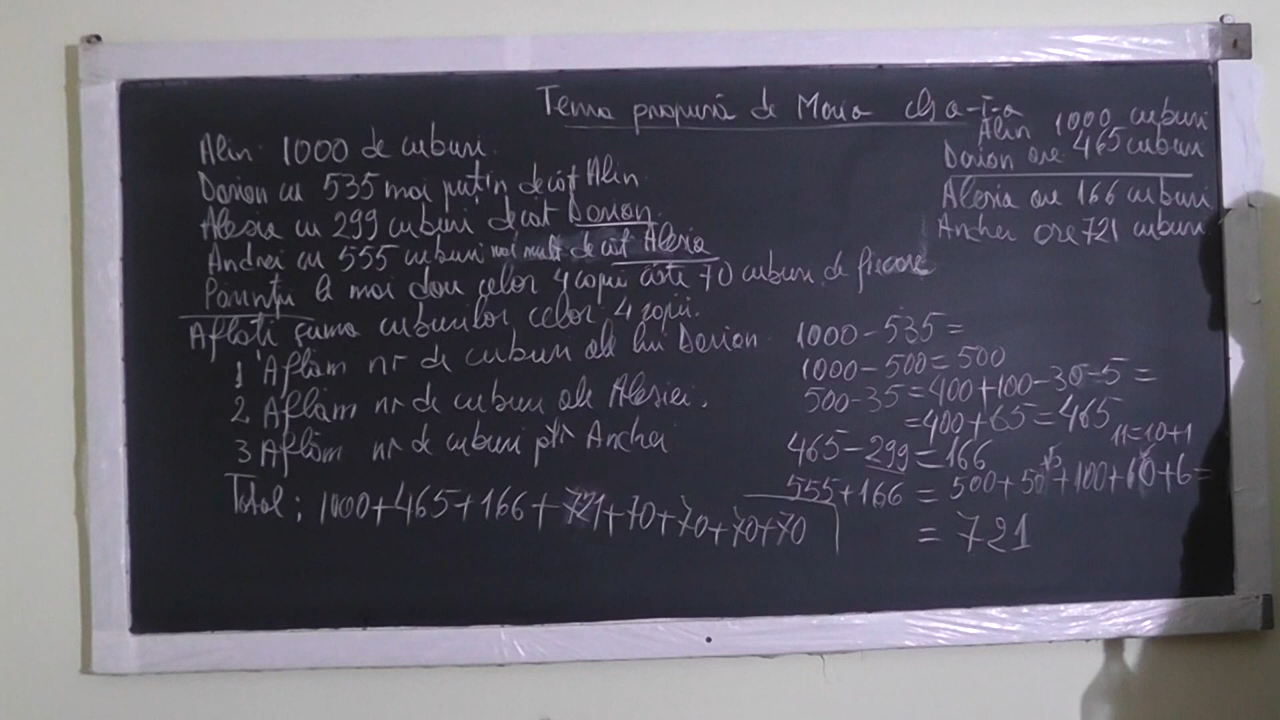 Tema propusă de Maria cls a-I-a
Alin 1000 de cuburi.
Darion cu 535 mai puțin decât Alin
Alesia cu 299 cuburi decât Darion.
Andrei cu 555 cuburi mai mult decât Alesia
Părinții le mai dau celor 4 copii câte 70 cuburi de fiecare
Aflați suma cuburilor celor 4 copii.
1 Aflăm nr de cuburi ale lui Darion
2. Aflăm nr de cuburi ale Alesiei.
3 Aflăm nr de cuburi ptr Andrei
Total: 1000+465+166+721+70+70+70+70
Alin 1000 cuburi
Darion are 465 cuburi
Alesia are 166 cuburi
Andrei are 721 cuburi
1000-535=
1000-500=500
500-35=400+100-30-5=
=400+65=465
11=10+1
465-299=166
555+166=500+50+5+100+60+6=
=721